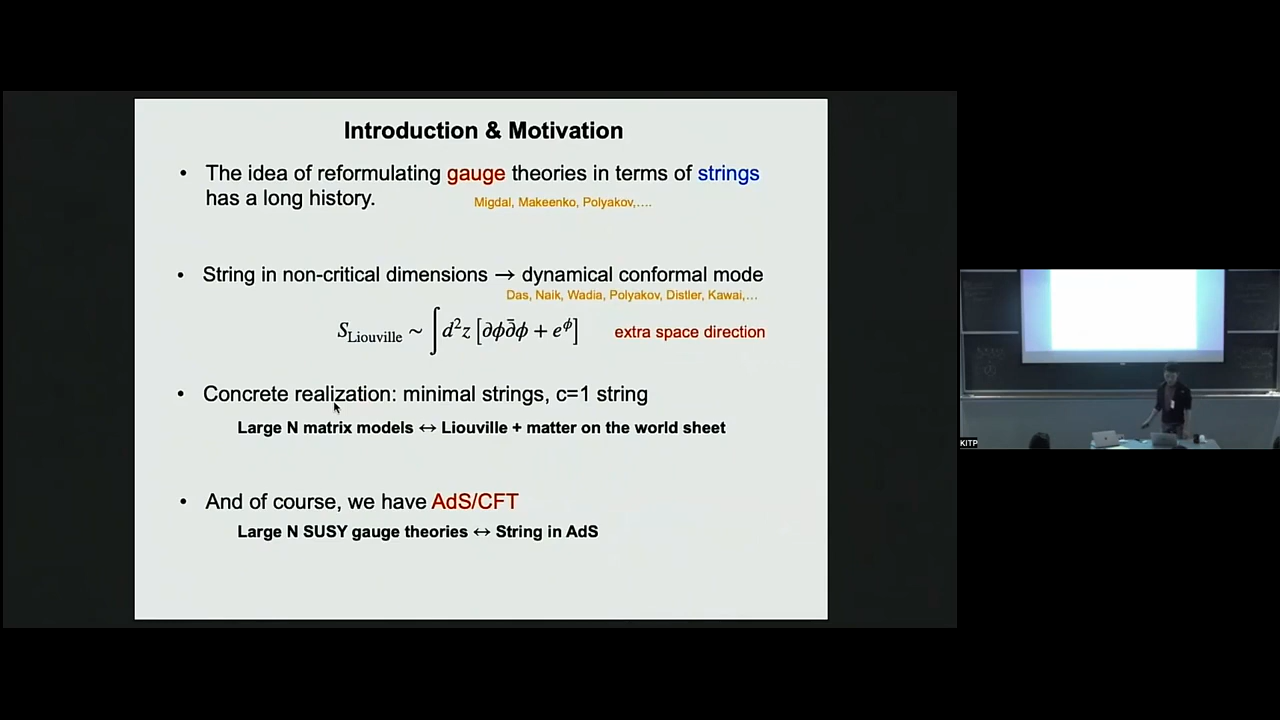 Introduction & Motivation
• The idea of reformulating gauge theories in terms of strings
has a long history.
Migdal, Makeenko, Polyakov,....
• String in non-critical dimensions → dynamical conformal mode
Das, Naik, Wadia, Polyakov, Distler, Kawai,...
S_Liouville ~ ∫ d²z [∂ϕ∂̄ϕ + e^ϕ] extra space direction
• Concrete realization: minimal strings, c=1 string
Large N matrix models ↔ Liouville + matter on the world sheet
• And of course, we have AdS/CFT
Large N SUSY gauge theories ↔ String in AdS
KITP